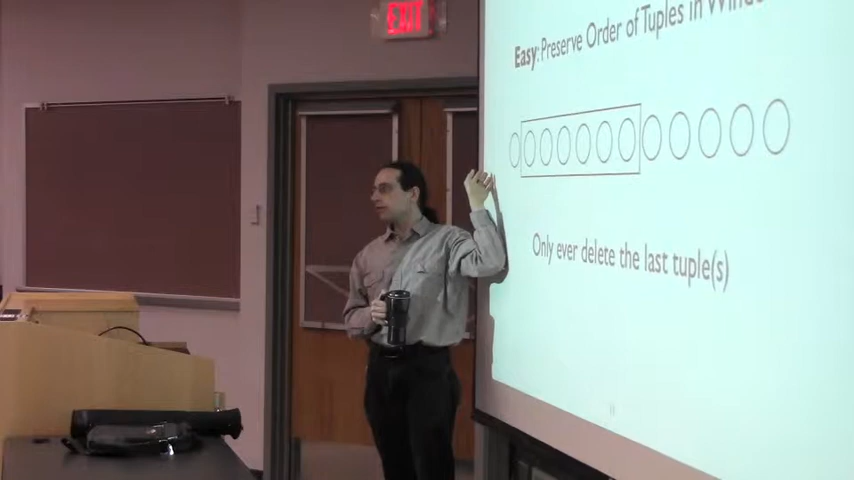 EXIT
Easy: Preserve Order of Tuples in
Only ever delete the last tuple(s)